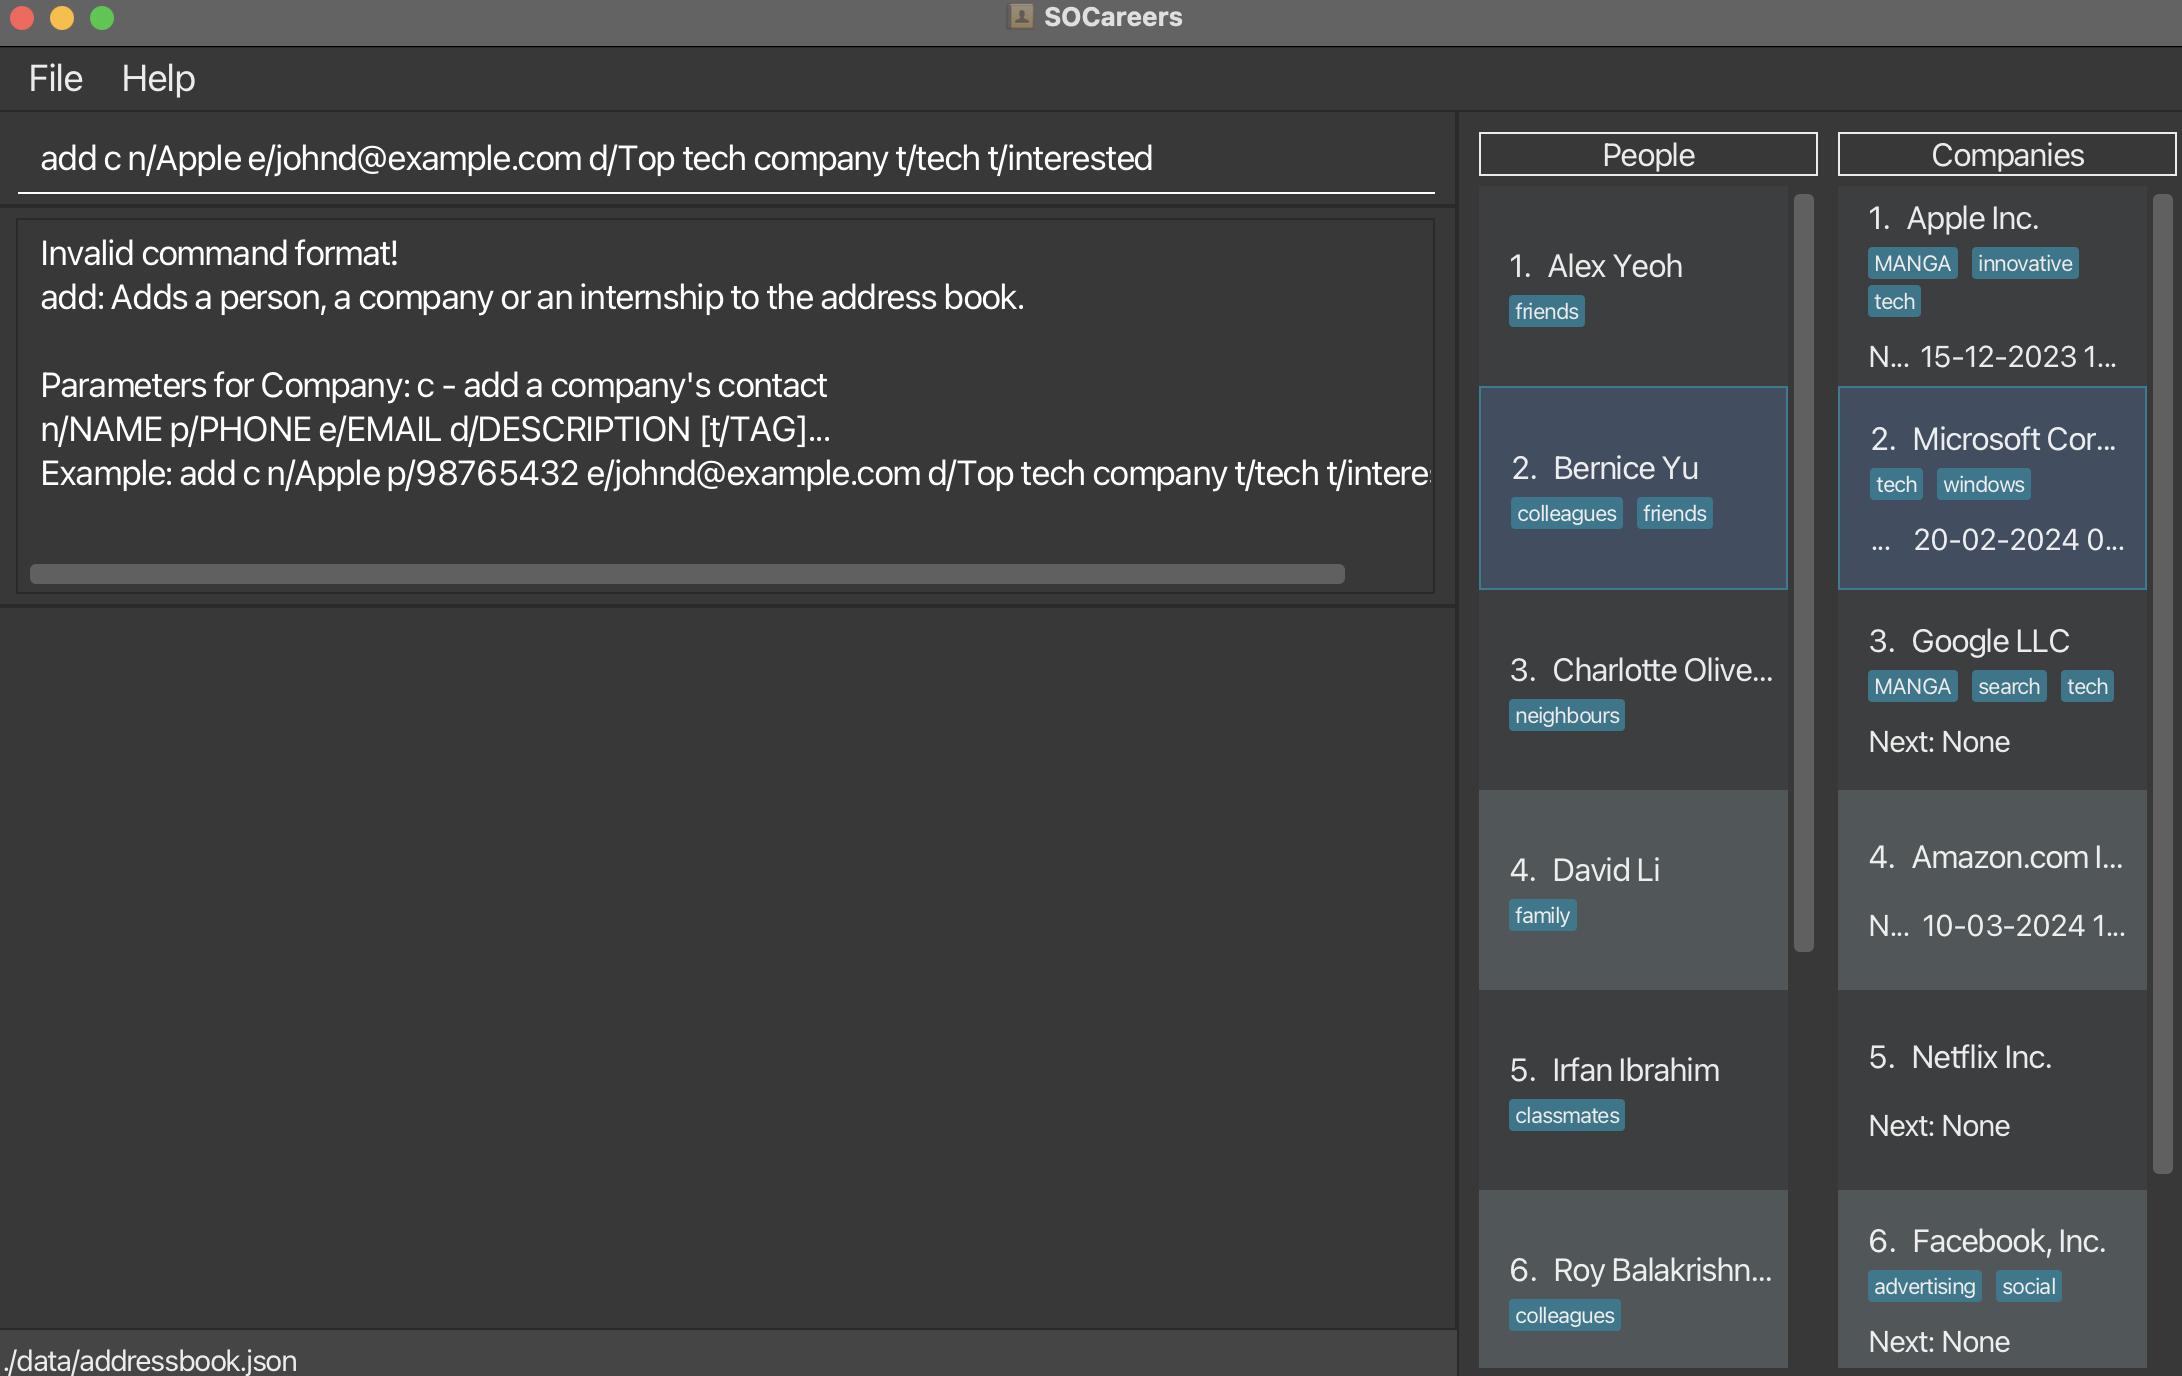 SOCareers
File Help
add c n/Apple e/johnd@example.com d/Top tech company t/tech t/interested
Invalid command format!
add: Adds a person, a company or an internship to the address book.
Parameters for Company: c - add a company's contact
n/NAME p/PHONE e/EMAIL d/DESCRIPTION [t/TAG]...
Example: add c n/Apple p/98765432 e/johnd@example.com d/Top tech company t/tech t/interes
./data/addressbook.json
People
1. Alex Yeoh
friends
2. Bernice Yu
colleagues friends
3. Charlotte Olive...
neighbours
4. David Li
family
5. Irfan Ibrahim
classmates
6. Roy Balakrishn...
colleagues
Companies
1. Apple Inc.
MANGA innovative
tech
N... 15-12-2023 1...
2. Microsoft Cor...
tech windows
... 20-02-2024 0...
3. Google LLC
MANGA search tech
Next: None
4. Amazon.com I...
N... 10-03-2024 1...
5. Netflix Inc.
Next: None
6. Facebook, Inc.
advertising social
Next: None